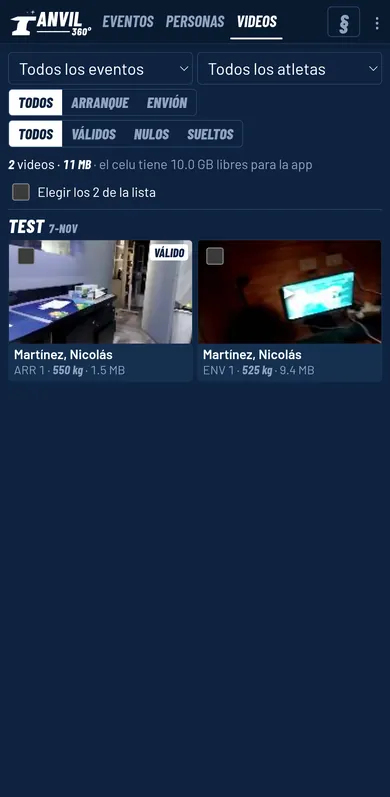 ANVIL 360° EVENTOS PERSONAS VIDEOS §
Todos los eventos Todos los atletas
TODOS ARRANQUE ENVIÓN
TODOS VÁLIDOS NULOS SUELTOS
2 videos · 11 MB · el celu tiene 10.0 GB libres para la app
Elegir los 2 de la lista
TEST 7-NOV
VÁLIDO
Martínez, Nicolás
ARR 1 · 550 kg · 1.5 MB
Martínez, Nicolás
ENV 1 · 525 kg · 9.4 MB